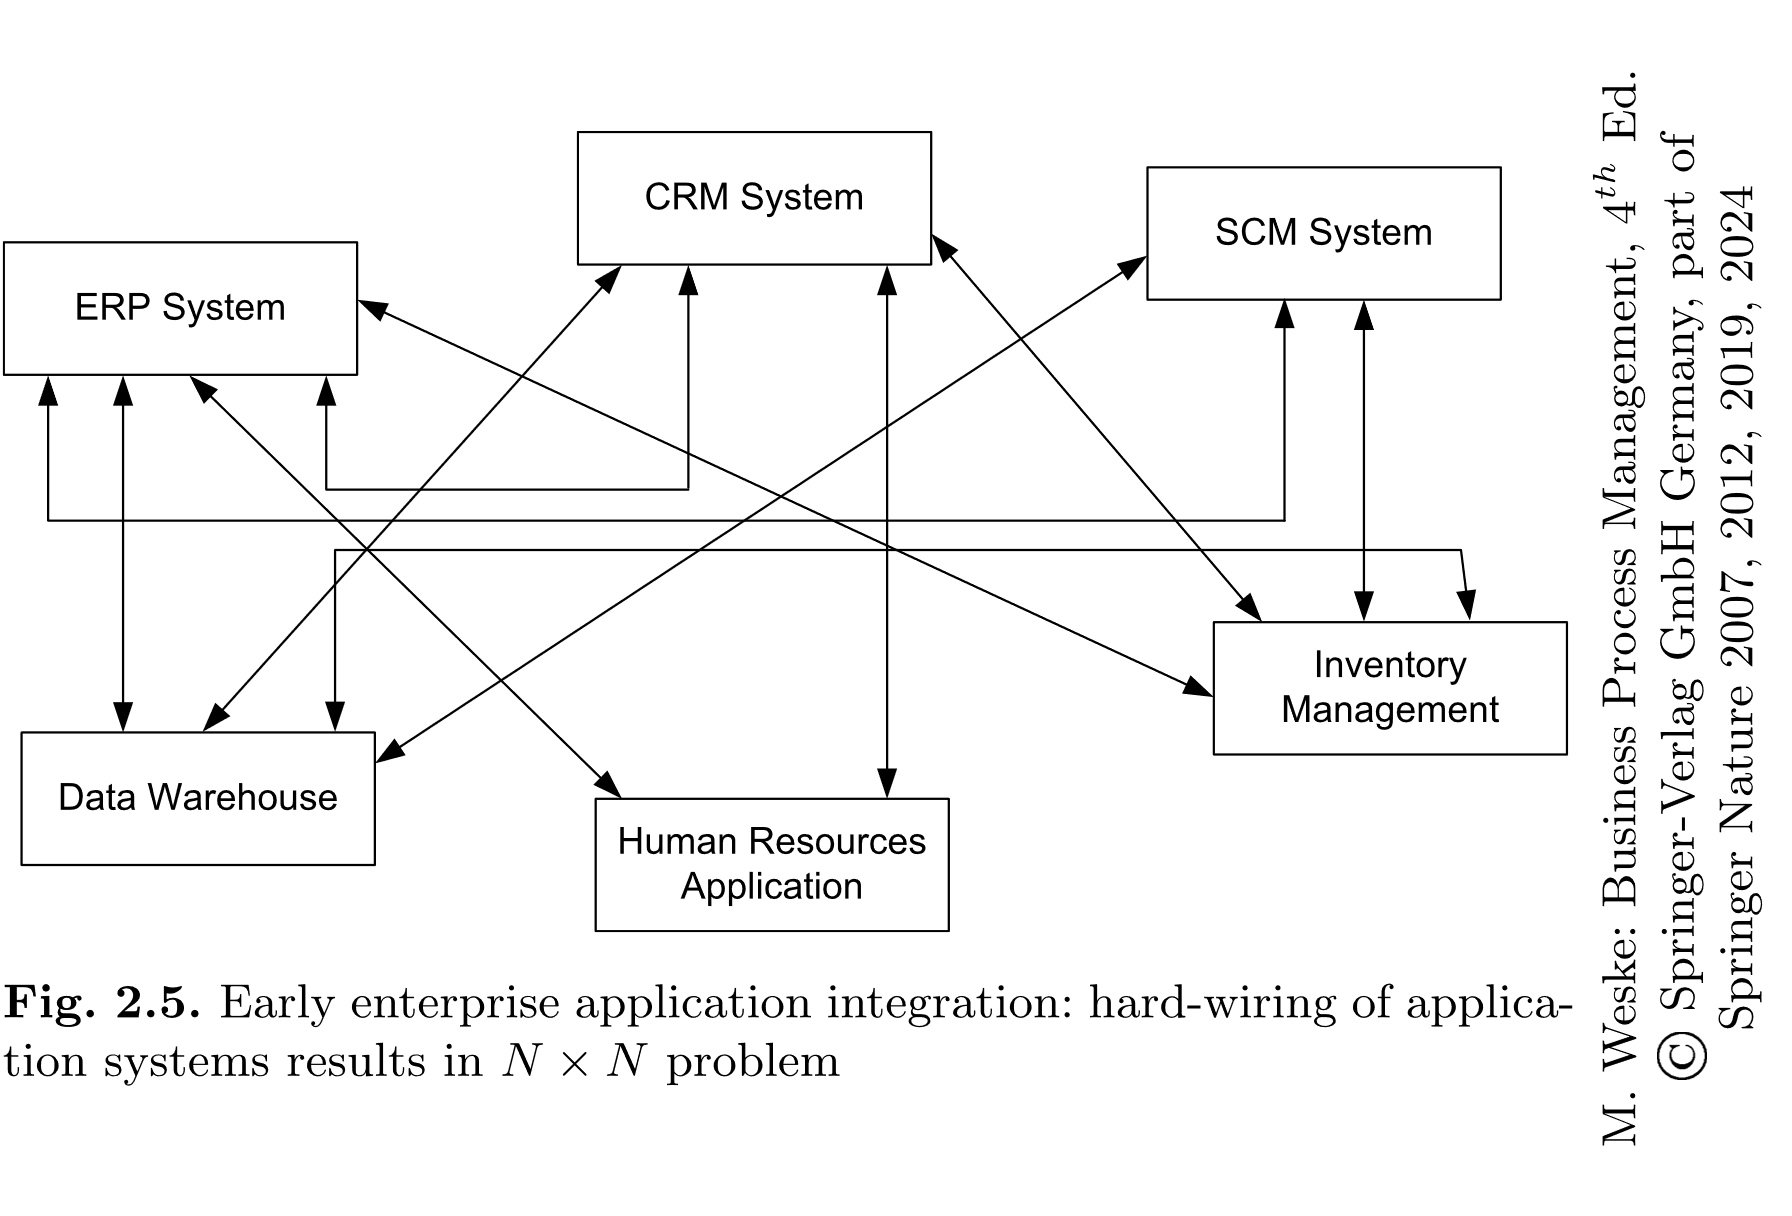 CRM System
SCM System
ERP System
Inventory
Management
Data Warehouse
Human Resources
Application
Fig. 2.5. Early enterprise application integration: hard-wiring of applica-
tion systems results in N × N problem
M. Weske: Business Process Management, 4th Ed.
© Springer-Verlag GmbH Germany, part of
Springer Nature 2007, 2012, 2019, 2024